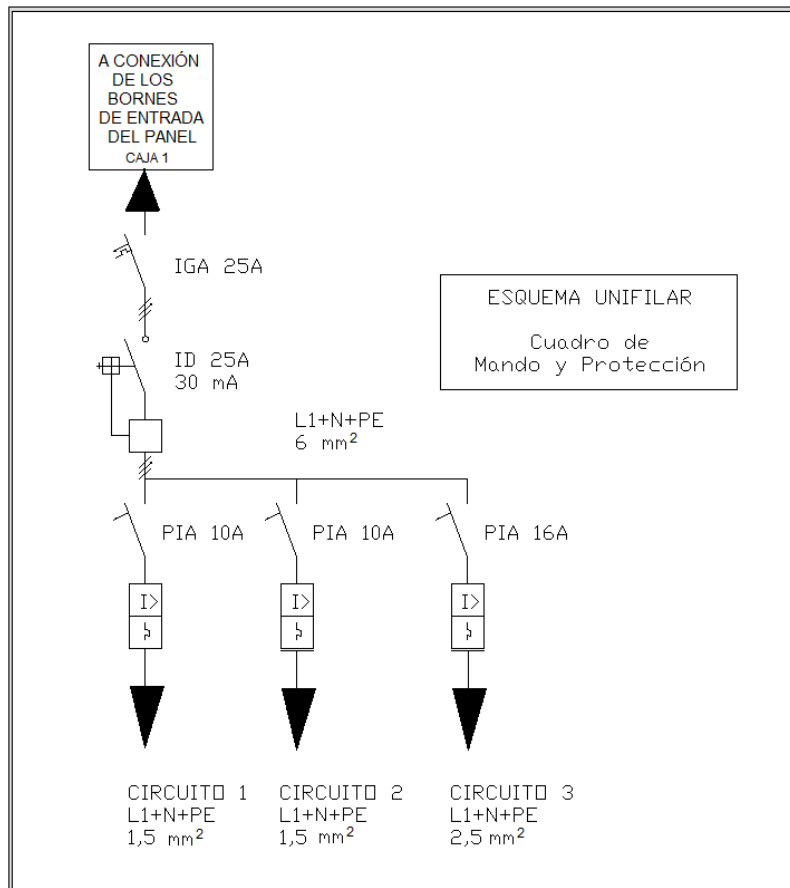 A CONEXIÓN
DE LOS
BORNES
DE ENTRADA
DEL PANEL
CAJA 1
IGA 25A
ESQUEMA UNIFILAR
Cuadro de
Mando y Protección
ID 25A
30 mA
L1+N+PE
6 mm²
PIA 10A
PIA 10A
PIA 16A
I>
I>
I>
CIRCUITO 1
L1+N+PE
1,5 mm²
CIRCUITO 2
L1+N+PE
1,5 mm²
CIRCUITO 3
L1+N+PE
2,5 mm²